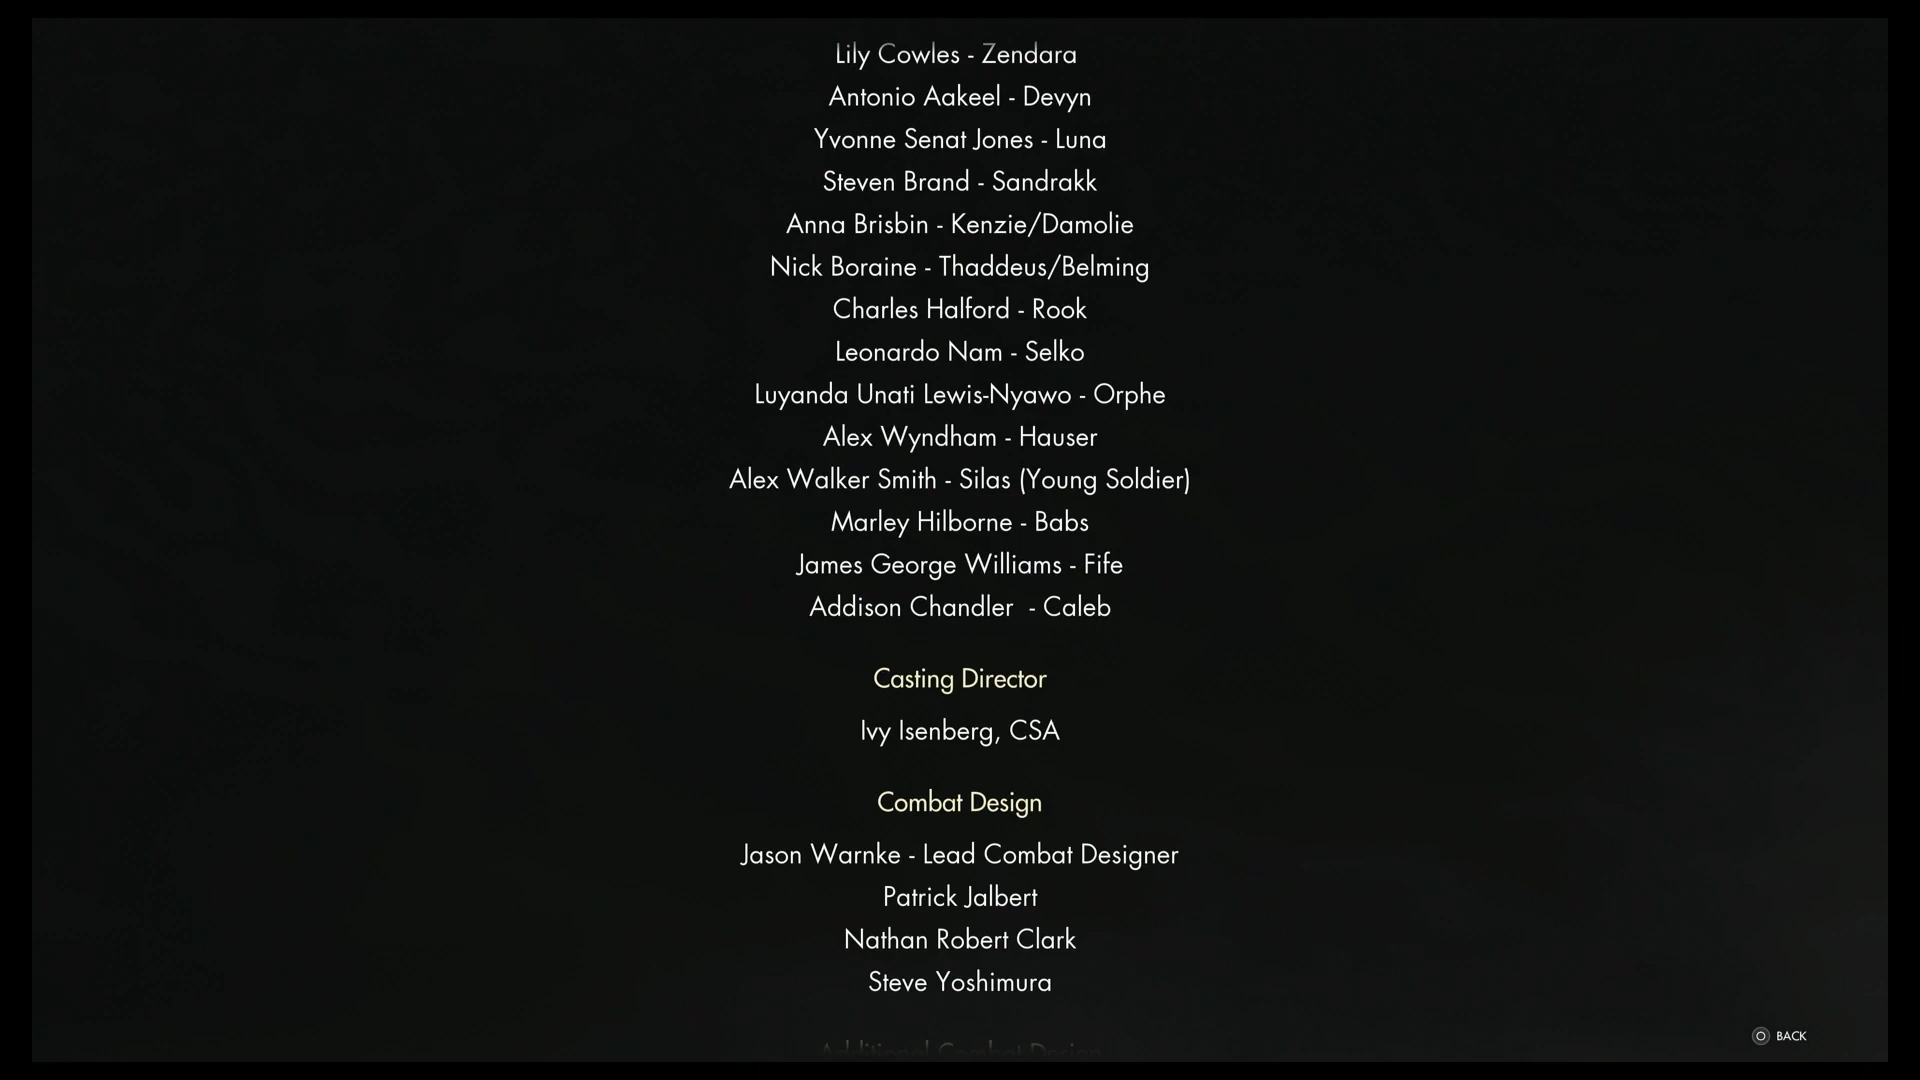 Lily Cowles - Zendara
Antonio Aakeel - Devyn
Yvonne Senat Jones - Luna
Steven Brand - Sandrakk
Anna Brisbin - Kenzie/Damolie
Nick Boraine - Thaddeus/Belming
Charles Halford - Rook
Leonardo Nam - Selko
Luyanda Unati Lewis-Nyawo - Orphe
Alex Wyndham - Hauser
Alex Walker Smith - Silas (Young Soldier)
Marley Hilborne - Babs
James George Williams - Fife
Addison Chandler  - Caleb
Casting Director
Ivy Isenberg, CSA
Combat Design
Jason Warnke - Lead Combat Designer
Patrick Jalbert
Nathan Robert Clark
Steve Yoshimura
Additional Combat Design
BACK